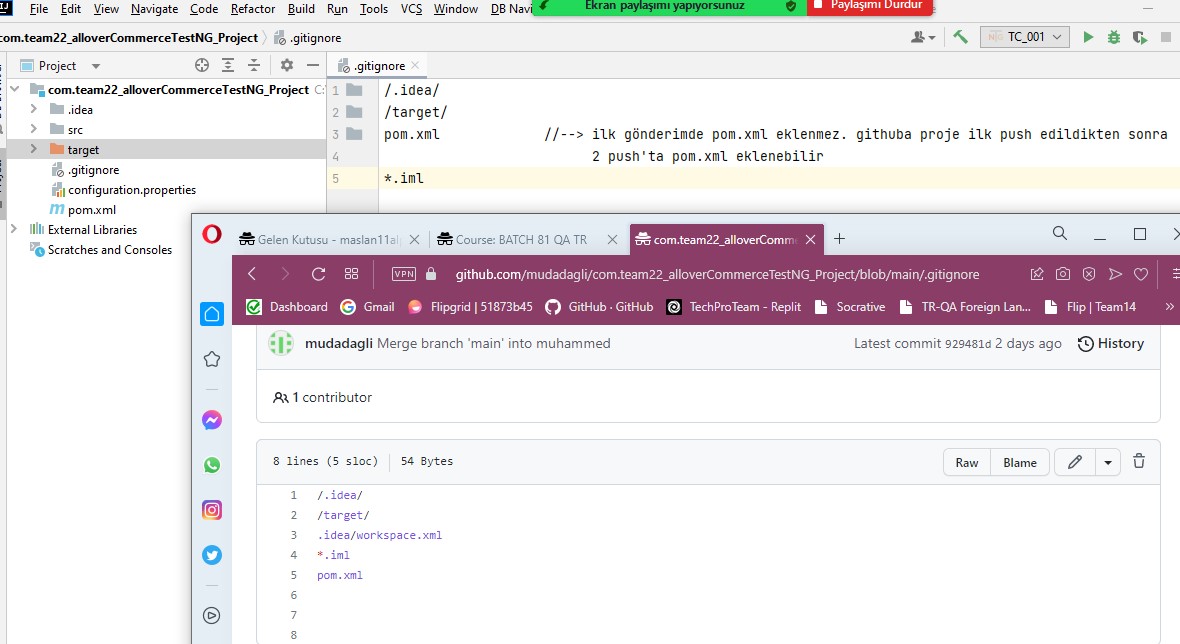 File Edit View Navigate Code Refactor Build Run Tools VCS Window DB Navi
Ekran paylaşımı yapıyorsunuz
Paylaşımı Durdur
com.team22_alloverCommerceTestNG_Project .gitignore
TC_001
Project
.gitignore
com.team22_alloverCommerceTestNG_Project C:
.idea
src
target
.gitignore
configuration.properties
pom.xml
External Libraries
Scratches and Consoles
1 /.idea/
2 /target/
3 pom.xml //--> ilk gönderimde pom.xml eklenmez. githuba proje ilk push edildikten sonra
4 2 push'ta pom.xml eklenebilir
5 *.iml
Gelen Kutusu - maslan11al
Course: BATCH 81 QA TR
com.team22_alloverComm
VPN github.com/mudadagli/com.team22_alloverCommerceTestNG_Project/blob/main/.gitignore
Dashboard Gmail Flipgrid | 51873b45 GitHub · GitHub TechProTeam - Replit Socrative TR-QA Foreign Lan... Flip | Team14 »
mudadagli Merge branch 'main' into muhammed Latest commit 929481d 2 days ago History
1 contributor
8 lines (5 sloc) 54 Bytes Raw Blame
1 /.idea/
2 /target/
3 .idea/workspace.xml
4 *.iml
5 pom.xml
6
7
8